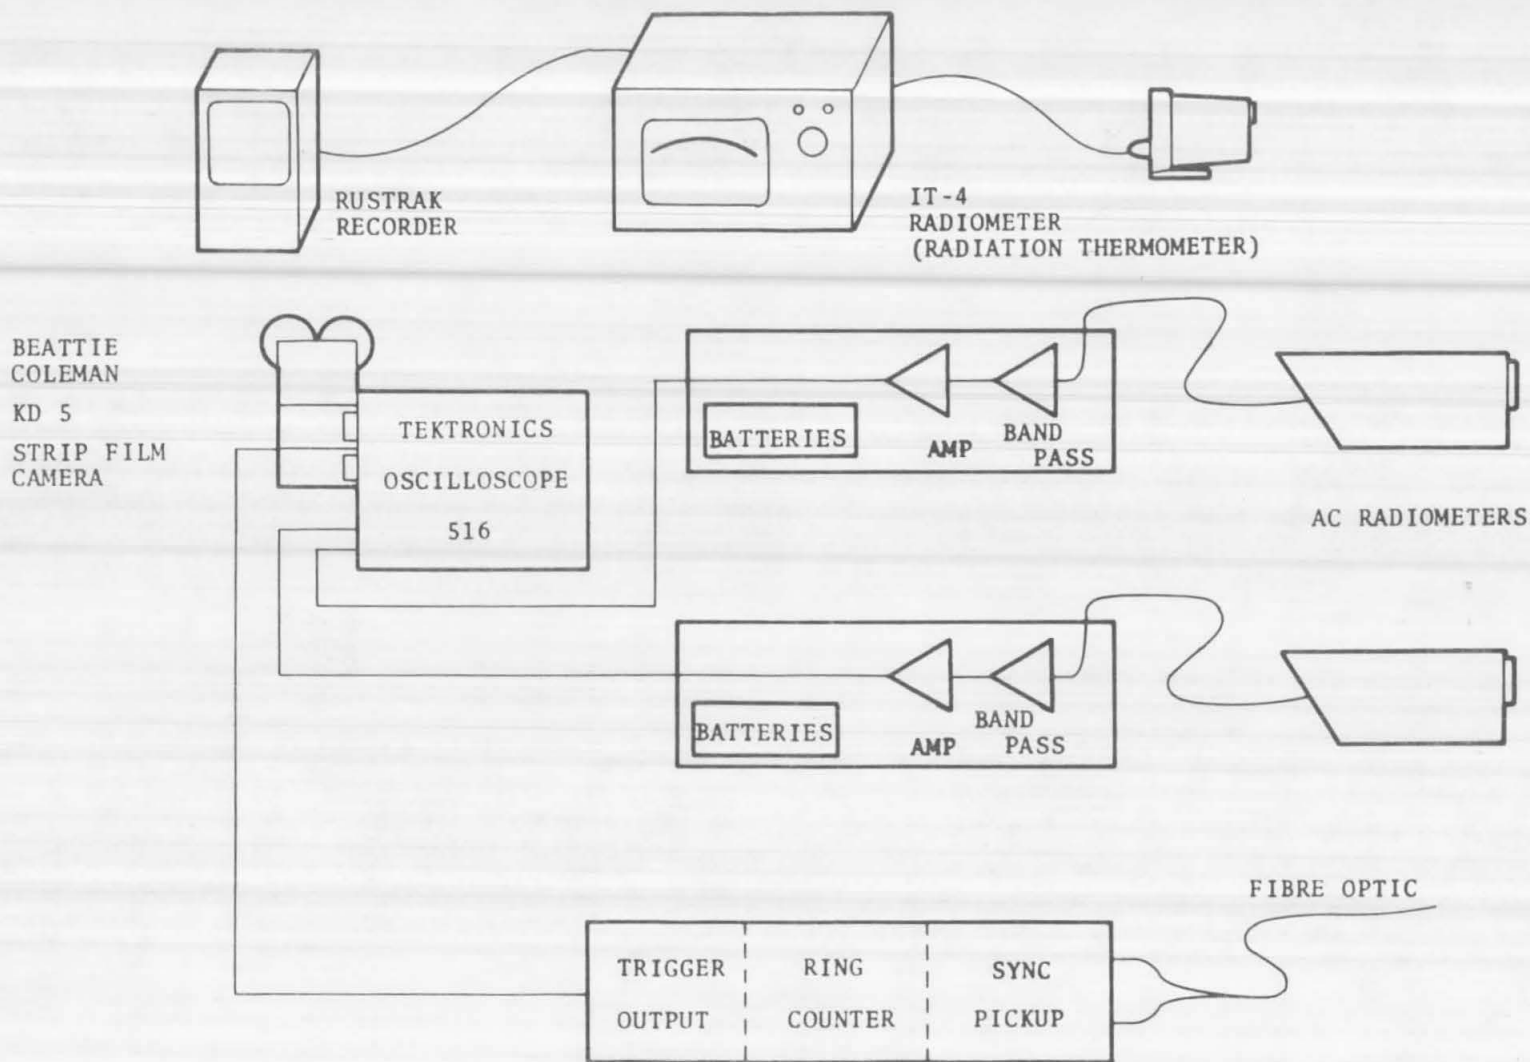 RUSTRAK
RECORDER
IT-4
RADIOMETER
(RADIATION THERMOMETER)
BEATTIE
COLEMAN
KD 5
STRIP FILM
CAMERA
TEKTRONICS
OSCILLOSCOPE
516
BATTERIES
AMP
BAND
PASS
AC RADIOMETERS
BATTERIES
AMP
BAND
PASS
FIBRE OPTIC
TRIGGER
OUTPUT
RING
COUNTER
SYNC
PICKUP